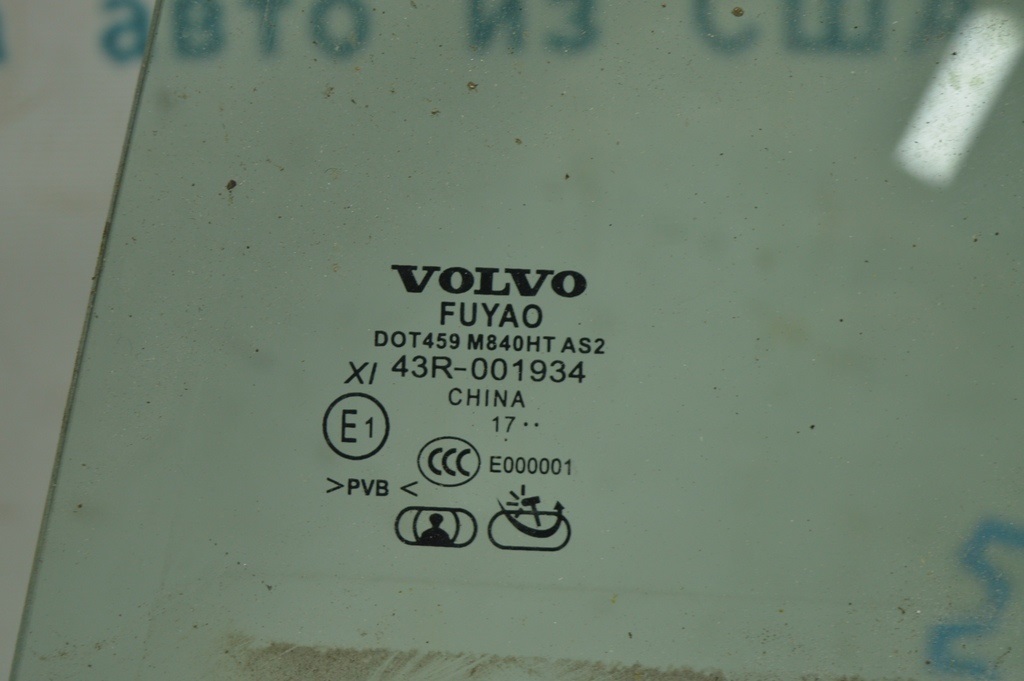 авто из США
VOLVO
FUYAO
DOT459 M840HT AS2
XI 43R-001934
CHINA
17 ··
E1
CCC E000001
>PVB <